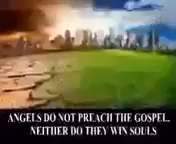 ANGELS DO NOT PREACH THE GOSPEL.
NEITHER DO THEY WIN SOULS